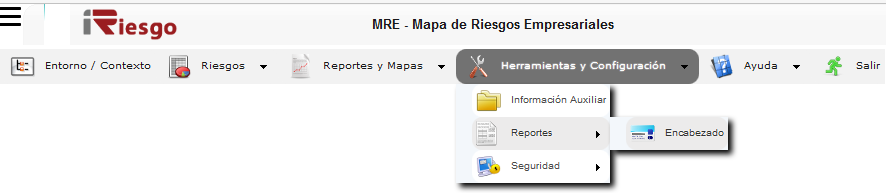 iRiesgo
MRE - Mapa de Riesgos Empresariales
Entorno / Contexto
Riesgos
Reportes y Mapas
Herramientas y Configuración
Ayuda
Salir
Información Auxiliar
Reportes
Encabezado
Seguridad